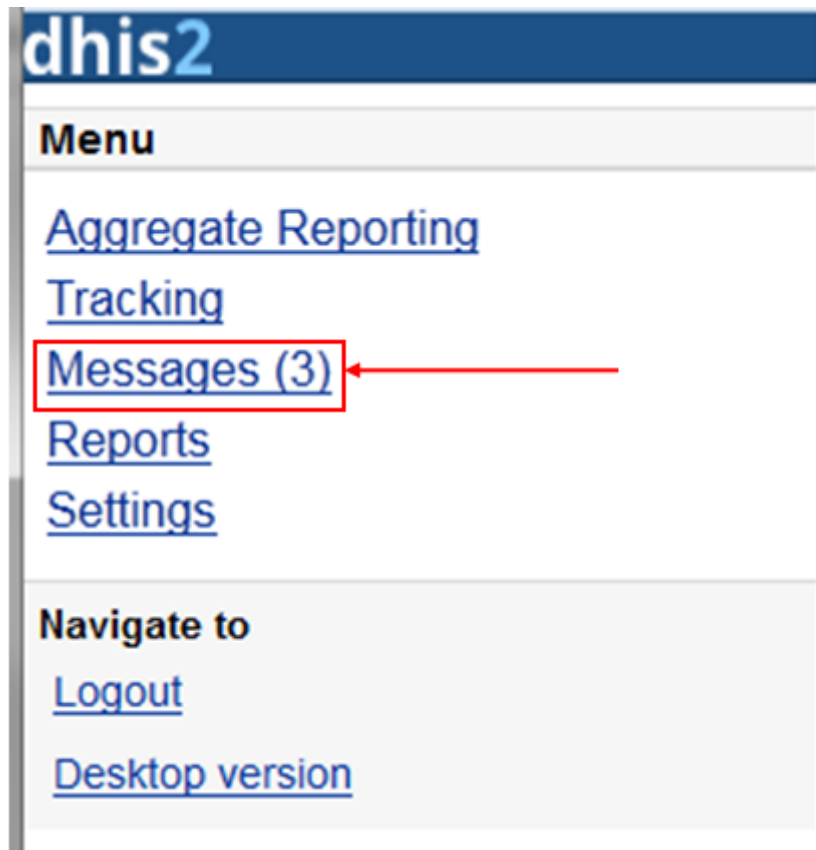 dhis2
Menu
Aggregate Reporting
Tracking
Messages (3)
Reports
Settings
Navigate to
Logout
Desktop version